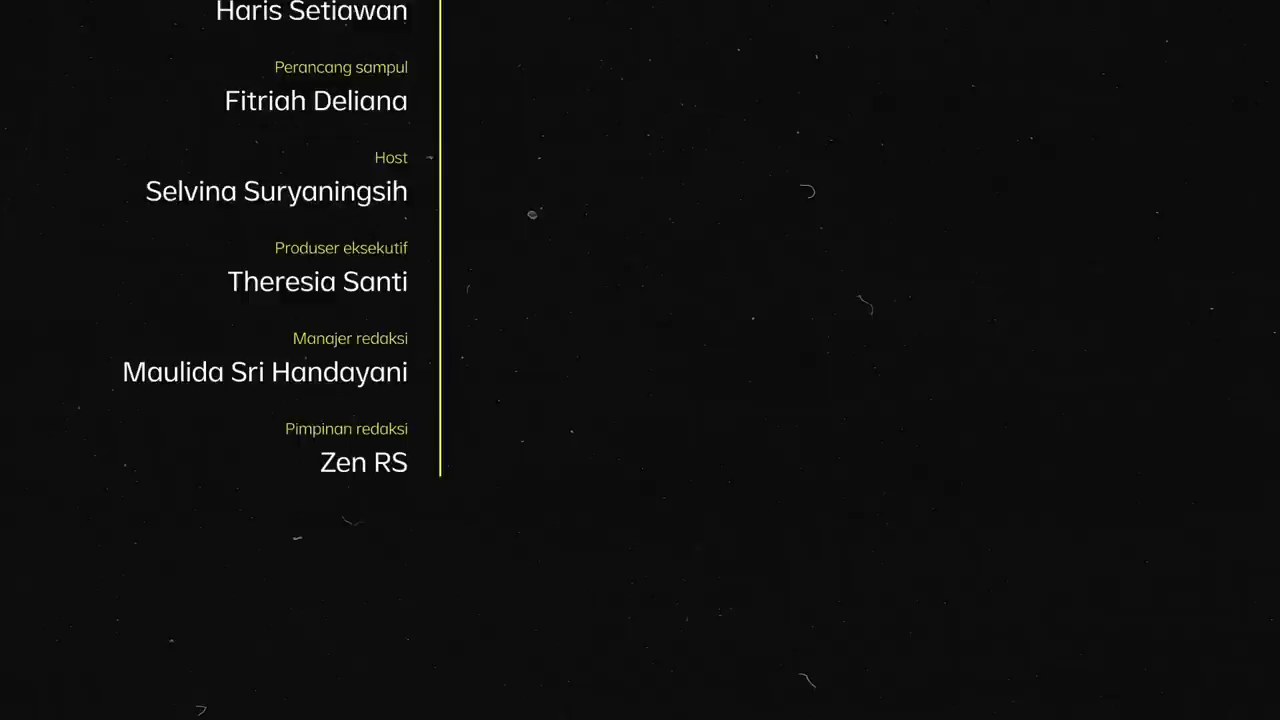 Haris Setiawan
Perancang sampul
Fitriah Deliana
Host
Selvina Suryaningsih
Produser eksekutif
Theresia Santi
Manajer redaksi
Maulida Sri Handayani
Pimpinan redaksi
Zen RS